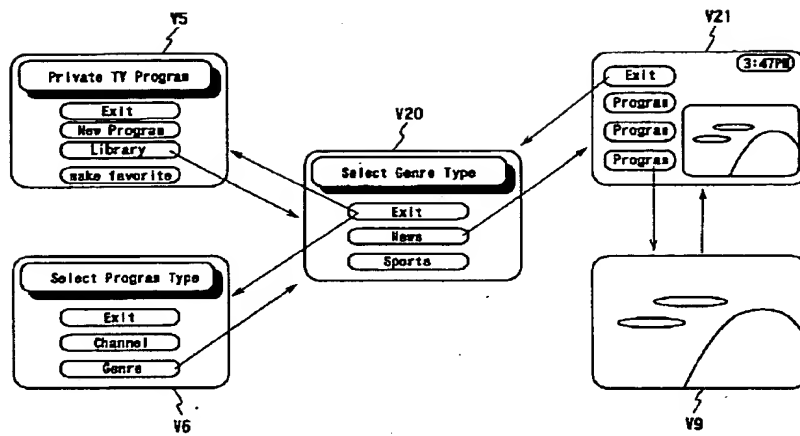 V5
Private TV Program
Exit
New Program
Library
make favorite
V20
Select Genre Type
Exit
News
Sports
V21
3:47PM
Exit
Program
Program
Program
Select Program Type
Exit
Channel
Genre
V6
V9